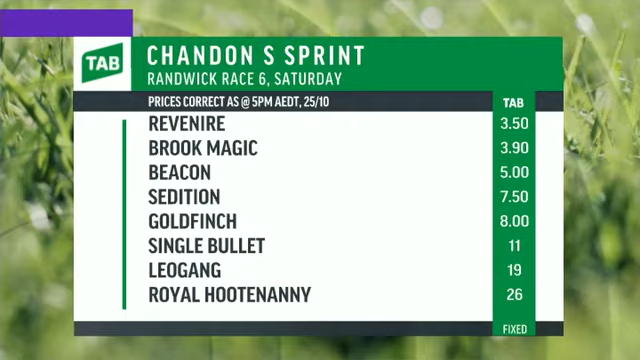 TAB
CHANDON S SPRINT
RANDWICK RACE 6, SATURDAY
PRICES CORRECT AS @ 5PM AEDT, 25/10 TAB
REVENIRE 3.50
BROOK MAGIC 3.90
BEACON 5.00
SEDITION 7.50
GOLDFINCH 8.00
SINGLE BULLET 11
LEOGANG 19
ROYAL HOOTENANNY 26
FIXED